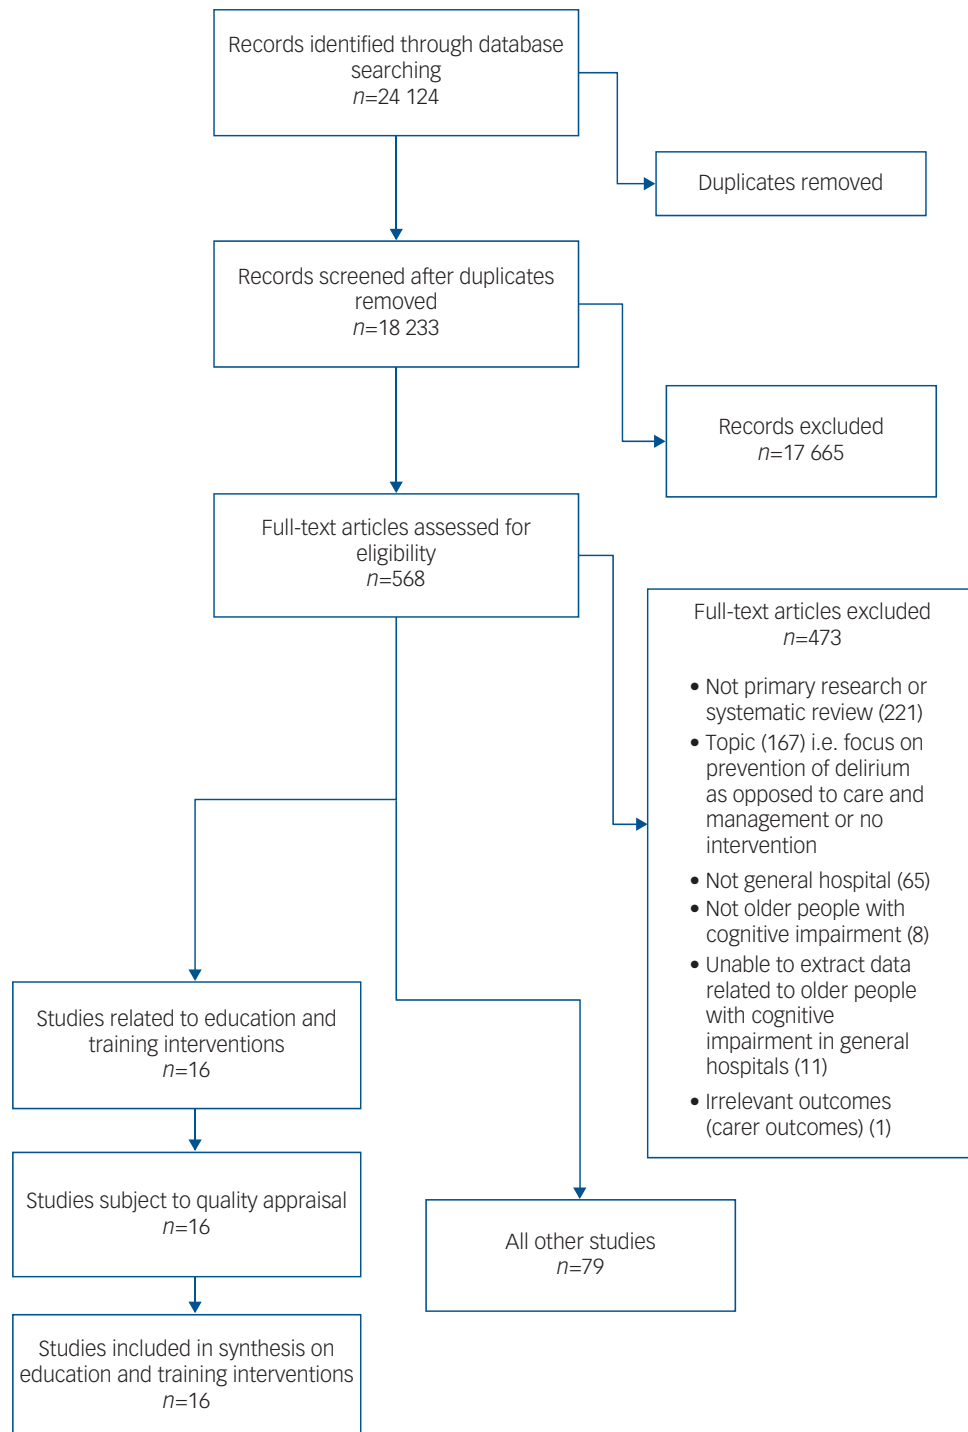 Records identified through database
searching
n=24 124
Duplicates removed
Records screened after duplicates
removed
n=18 233
Records excluded
n=17 665
Full-text articles assessed for
eligibility
n=568
Full-text articles excluded
n=473
• Not primary research or
systematic review (221)
• Topic (167) i.e. focus on
prevention of delirium
as opposed to care and
management or no
intervention
• Not general hospital (65)
• Not older people with
cognitive impairment (8)
• Unable to extract data
related to older people
with cognitive
impairment in general
hospitals (11)
• Irrelevant outcomes
(carer outcomes) (1)
Studies related to education and
training interventions
n=16
Studies subject to quality appraisal
n=16
All other studies
n=79
Studies included in synthesis on
education and training interventions
n=16